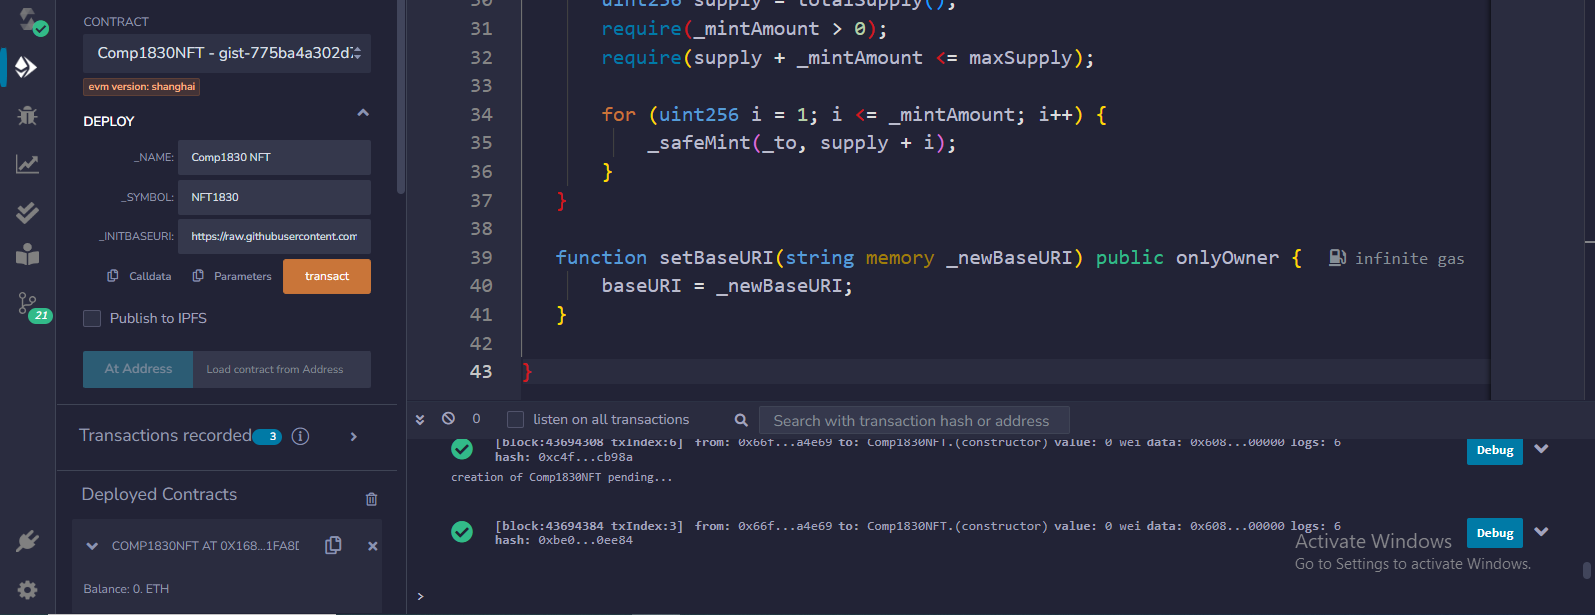 CONTRACT
Comp1830NFT - gist-775ba4a302d
evm version: shanghai
DEPLOY
_NAME: Comp1830 NFT
_SYMBOL: NFT1830
_INITBASEURI: https://raw.githubusercontent.com
Calldata Parameters transact
Publish to IPFS
At Address Load contract from Address
Transactions recorded 3 i
Deployed Contracts
COMP1830NFT AT 0X168...1FA8
Balance: 0. ETH
21
30 uint256 supply = totalSupply();
31 require(_mintAmount > 0);
32 require(supply + _mintAmount <= maxSupply);
33
34 for (uint256 i = 1; i <= _mintAmount; i++) {
35 _safeMint(_to, supply + i);
36 }
37 }
38
39 function setBaseURI(string memory _newBaseURI) public onlyOwner { infinite gas
40 baseURI = _newBaseURI;
41 }
42
43 }
0 listen on all transactions Search with transaction hash or address
[block:43694308 txIndex:6] from: 0x66f...a4e69 to: Comp1830NFT.(constructor) value: 0 wei data: 0x608...00000 logs: 6
hash: 0xc4f...cb98a
Debug
creation of Comp1830NFT pending...
[block:43694384 txIndex:3] from: 0x66f...a4e69 to: Comp1830NFT.(constructor) value: 0 wei data: 0x608...00000 logs: 6
hash: 0xbe0...0ee84
Debug
Activate Windows
Go to Settings to activate Windows.
>